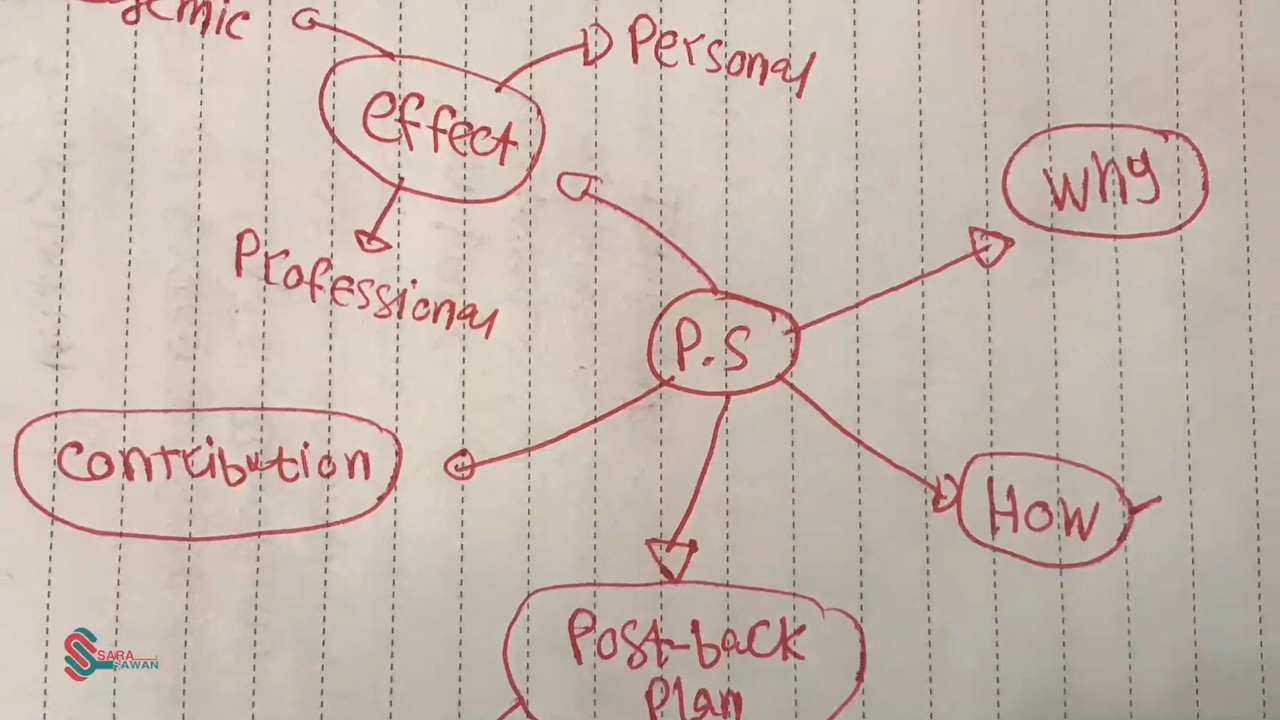 Personal
effect
Why
Professional
P.S
Contribution
How
Post-back
Plan
SARA
SAWAN